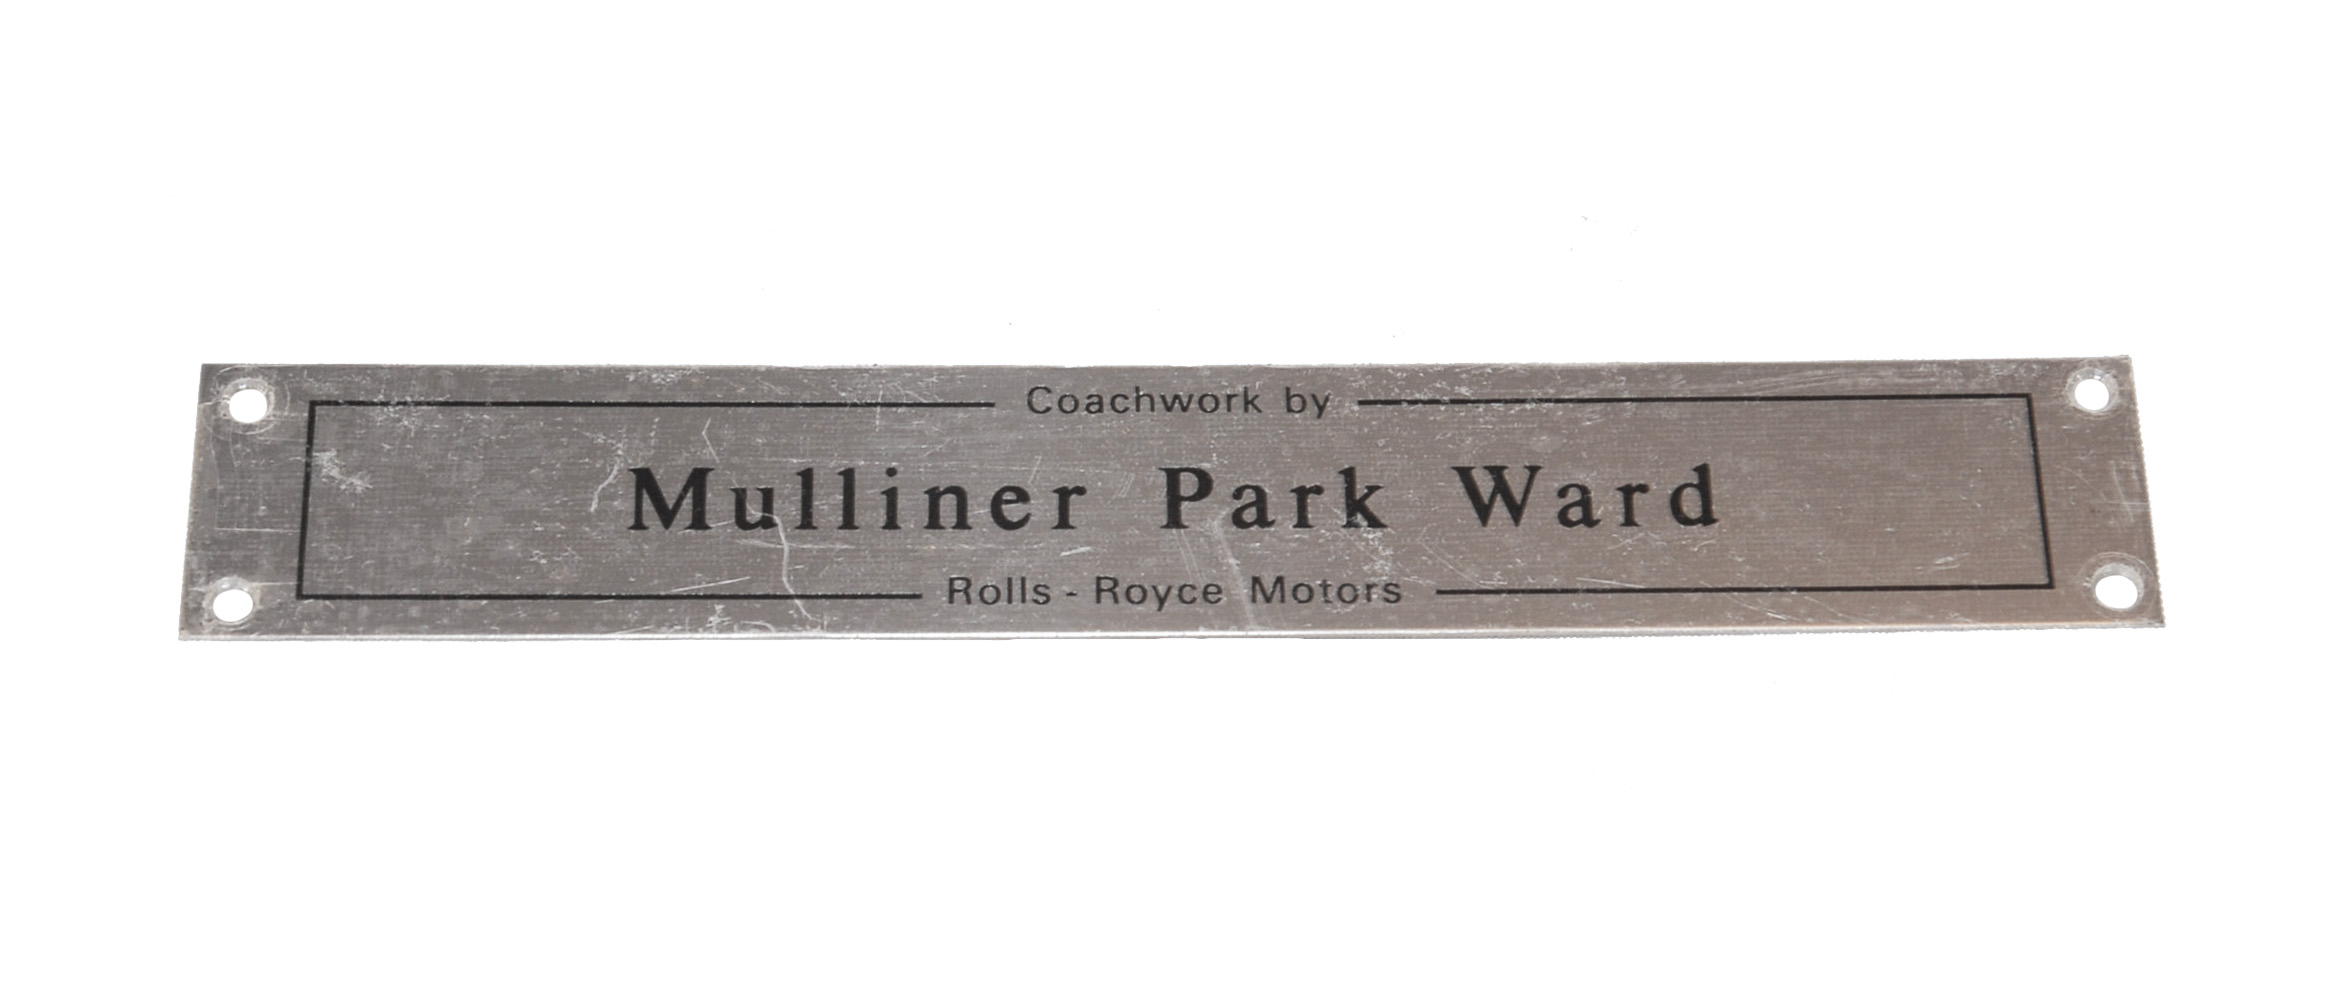 Coachwork by
Mulliner Park Ward
Rolls - Royce Motors